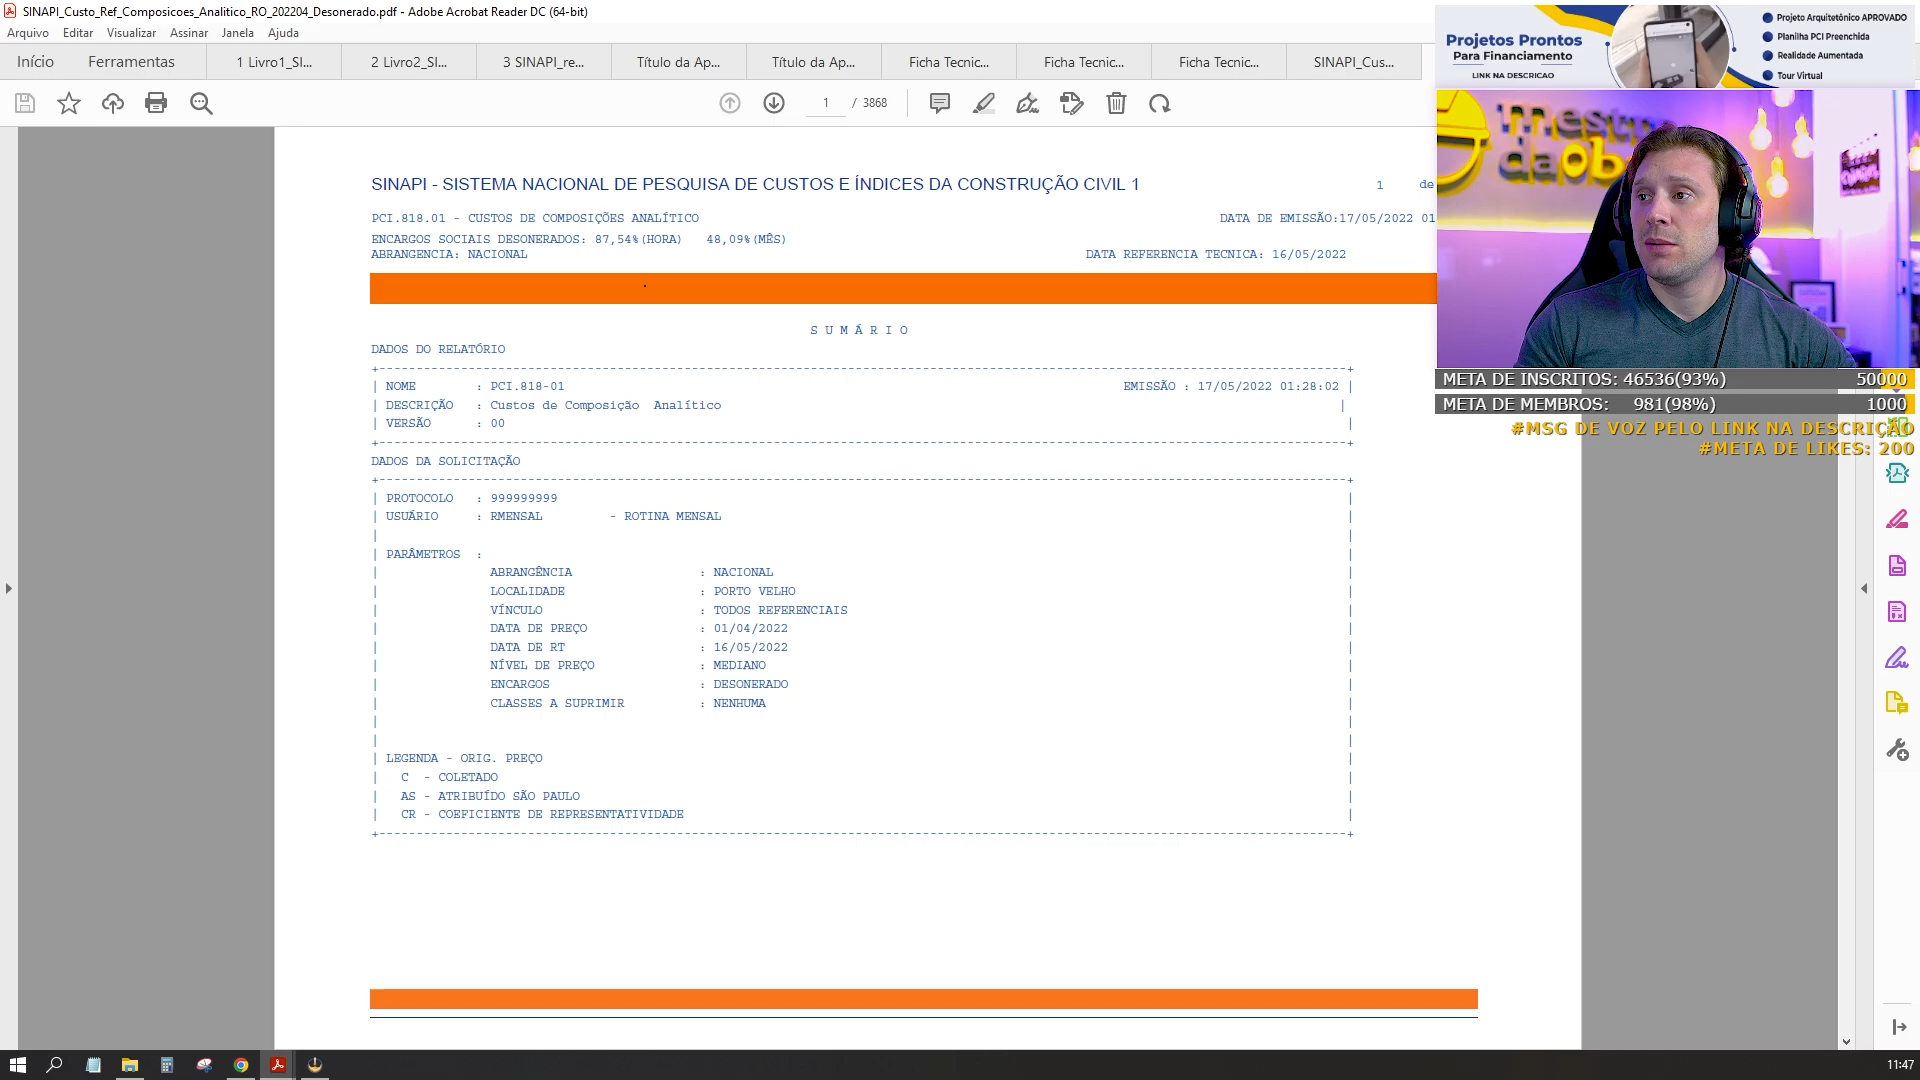 SINAPI_Custo_Ref_Composicoes_Analitico_RO_202204_Desonerado.pdf - Adobe Acrobat Reader DC (64-bit)
Arquivo Editar Visualizar Assinar Janela Ajuda
Início Ferramentas 1 Livro1_SI... 2 Livro2_SI... 3 SINAPI_re... Título da Ap... Título da Ap... Ficha Tecnic... Ficha Tecnic... Ficha Tecnic... SINAPI_Cus...
1 / 3868
Projetos Prontos
Para Financiamento
LINK NA DESCRICAO
Projeto Arquitetônico APROVADO
Planilha PCI Preenchida
Realidade Aumentada
Tour Virtual
mest
da ob
SINAPI - SISTEMA NACIONAL DE PESQUISA DE CUSTOS E ÍNDICES DA CONSTRUÇÃO CIVIL 1
1 de
PCI.818.01 - CUSTOS DE COMPOSIÇÕES ANALÍTICO
DATA DE EMISSÃO:17/05/2022 01
ENCARGOS SOCIAIS DESONERADOS: 87,54%(HORA) 48,09%(MÊS)
ABRANGENCIA: NACIONAL
DATA REFERENCIA TECNICA: 16/05/2022
S U M Á R I O
DADOS DO RELATÓRIO
NOME : PCI.818-01
EMISSÃO : 17/05/2022 01:28:02
DESCRIÇÃO : Custos de Composição Analítico
VERSÃO : 00
DADOS DA SOLICITAÇÃO
PROTOCOLO : 999999999
USUÁRIO : RMENSAL - ROTINA MENSAL
PARÂMETROS :
ABRANGÊNCIA : NACIONAL
LOCALIDADE : PORTO VELHO
VÍNCULO : TODOS REFERENCIAIS
DATA DE PREÇO : 01/04/2022
DATA DE RT : 16/05/2022
NÍVEL DE PREÇO : MEDIANO
ENCARGOS : DESONERADO
CLASSES A SUPRIMIR : NENHUMA
LEGENDA - ORIG. PREÇO
C - COLETADO
AS - ATRIBUÍDO SÃO PAULO
CR - COEFICIENTE DE REPRESENTATIVIDADE
META DE INSCRITOS: 46536(93%) 50000
META DE MEMBROS: 981(98%) 1000
#MSG DE VOZ PELO LINK NA DESCRIÇÃO
#META DE LIKES: 200
11:47